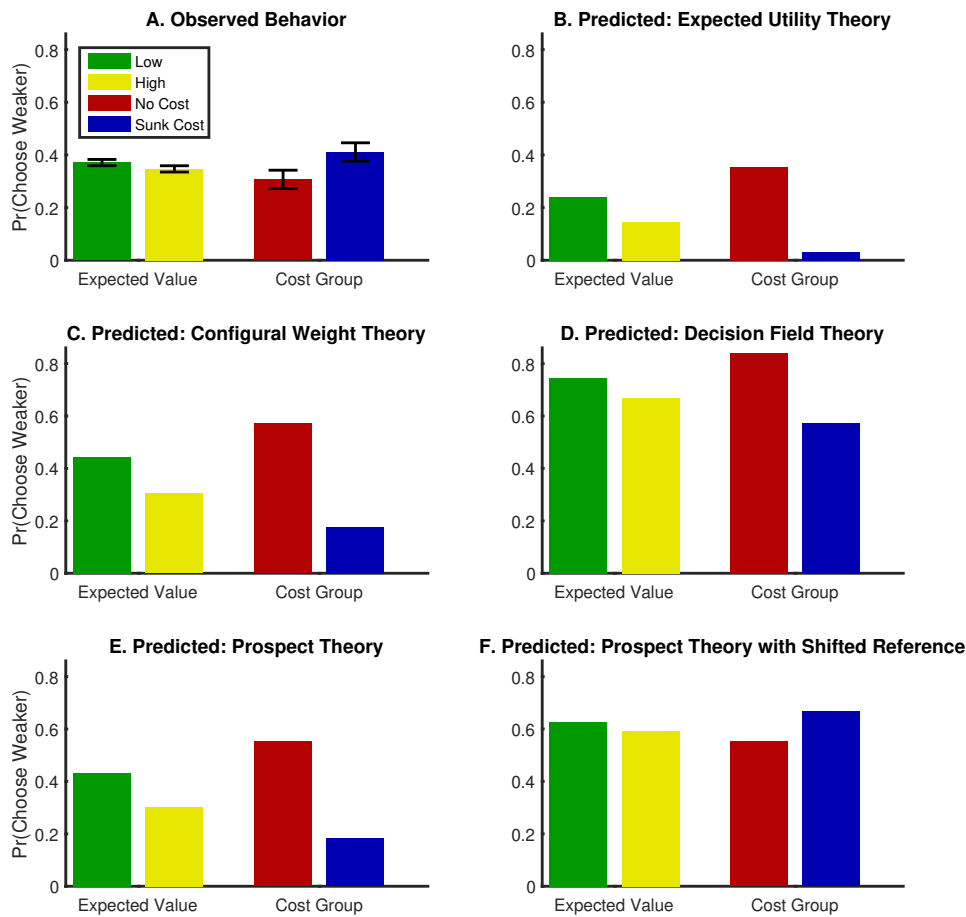 A. Observed Behavior
Pr(Choose Weaker)
0.8
0.6
0.4
0.2
0
Low
High
No Cost
Sunk Cost
Expected Value
Cost Group
B. Predicted: Expected Utility Theory
0.8
0.6
0.4
0.2
0
Expected Value
Cost Group
C. Predicted: Configural Weight Theory
Pr(Choose Weaker)
0.8
0.6
0.4
0.2
0
Expected Value
Cost Group
D. Predicted: Decision Field Theory
0.8
0.6
0.4
0.2
0
Expected Value
Cost Group
E. Predicted: Prospect Theory
Pr(Choose Weaker)
0.8
0.6
0.4
0.2
0
Expected Value
Cost Group
F. Predicted: Prospect Theory with Shifted Reference
0.8
0.6
0.4
0.2
0
Expected Value
Cost Group